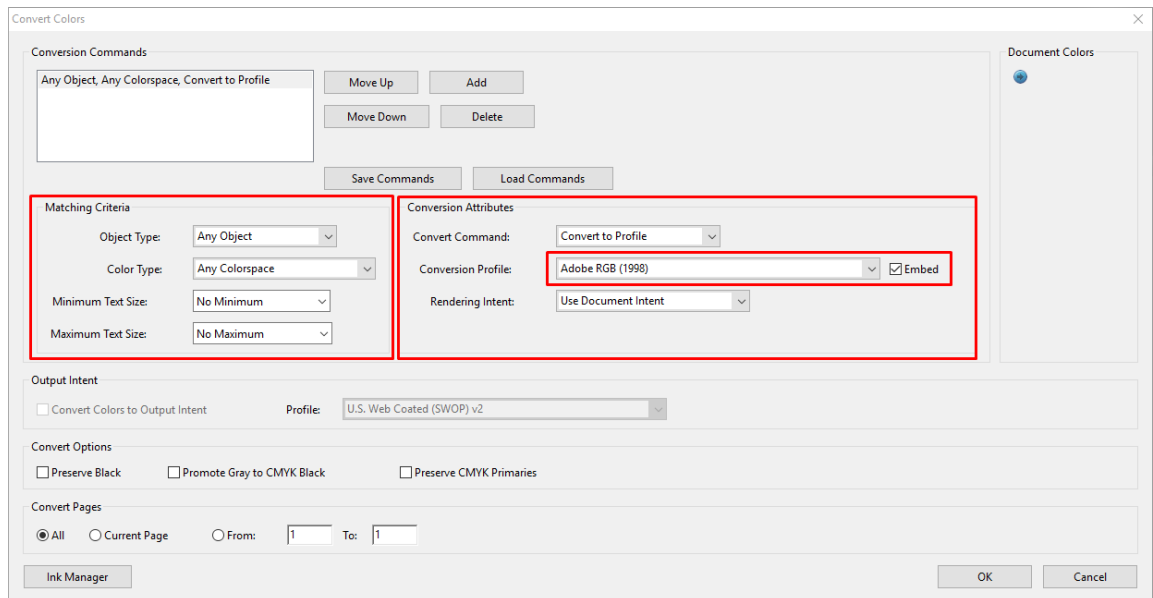 Convert Colors
Conversion Commands
Document Colors
Any Object, Any Colorspace, Convert to Profile
Move Up
Add
Move Down
Delete
Save Commands
Load Commands
Matching Criteria
Object Type: Any Object
Color Type: Any Colorspace
Minimum Text Size: No Minimum
Maximum Text Size: No Maximum
Conversion Attributes
Convert Command: Convert to Profile
Conversion Profile: Adobe RGB (1998) Embed
Rendering Intent: Use Document Intent
Output Intent
Convert Colors to Output Intent Profile: U.S. Web Coated (SWOP) v2
Convert Options
Preserve Black Promote Gray to CMYK Black Preserve CMYK Primaries
Convert Pages
All Current Page From: 1 To: 1
Ink Manager OK Cancel